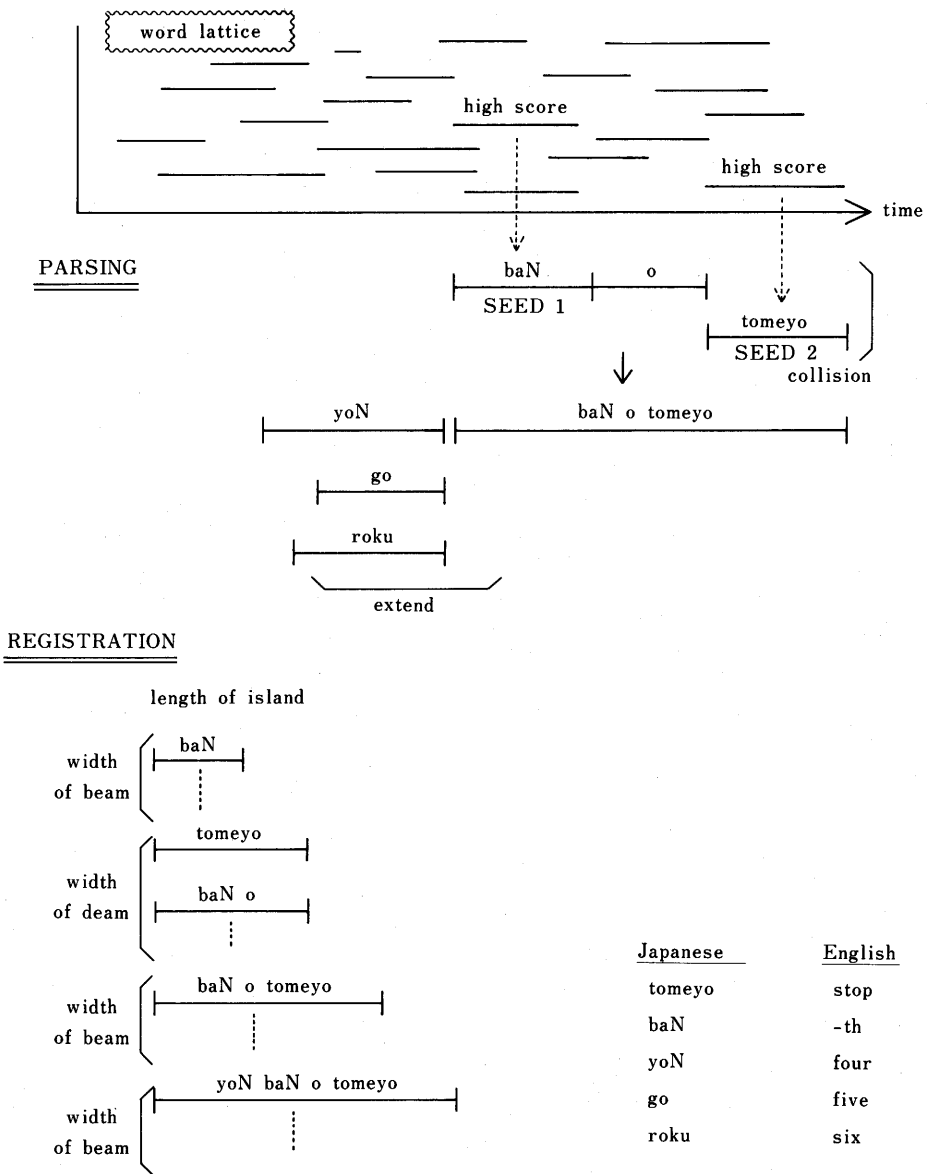 word lattice
high score
high score
time
PARSING
baN o
SEED 1
tomeyo
SEED 2
collision
yoN baN o tomeyo
go
roku
extend
REGISTRATION
length of island
baN
width
of beam
tomeyo
width
of deam
baN o
baN o tomeyo
width
of beam
yoN baN o tomeyo
width
of beam
Japanese English
tomeyo stop
baN -th
yoN four
go five
roku six